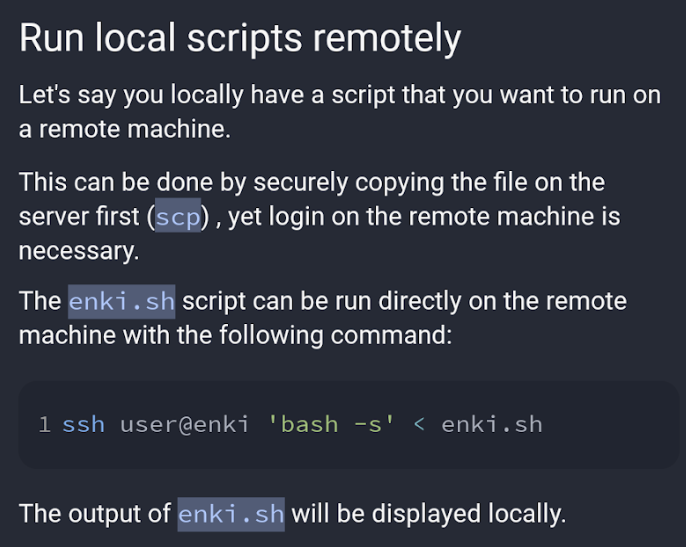 Run local scripts remotely
Let's say you locally have a script that you want to run on
a remote machine.
This can be done by securely copying the file on the
server first (scp) , yet login on the remote machine is
necessary.
The enki.sh script can be run directly on the remote
machine with the following command:
1 ssh user@enki 'bash -s' < enki.sh
The output of enki.sh will be displayed locally.